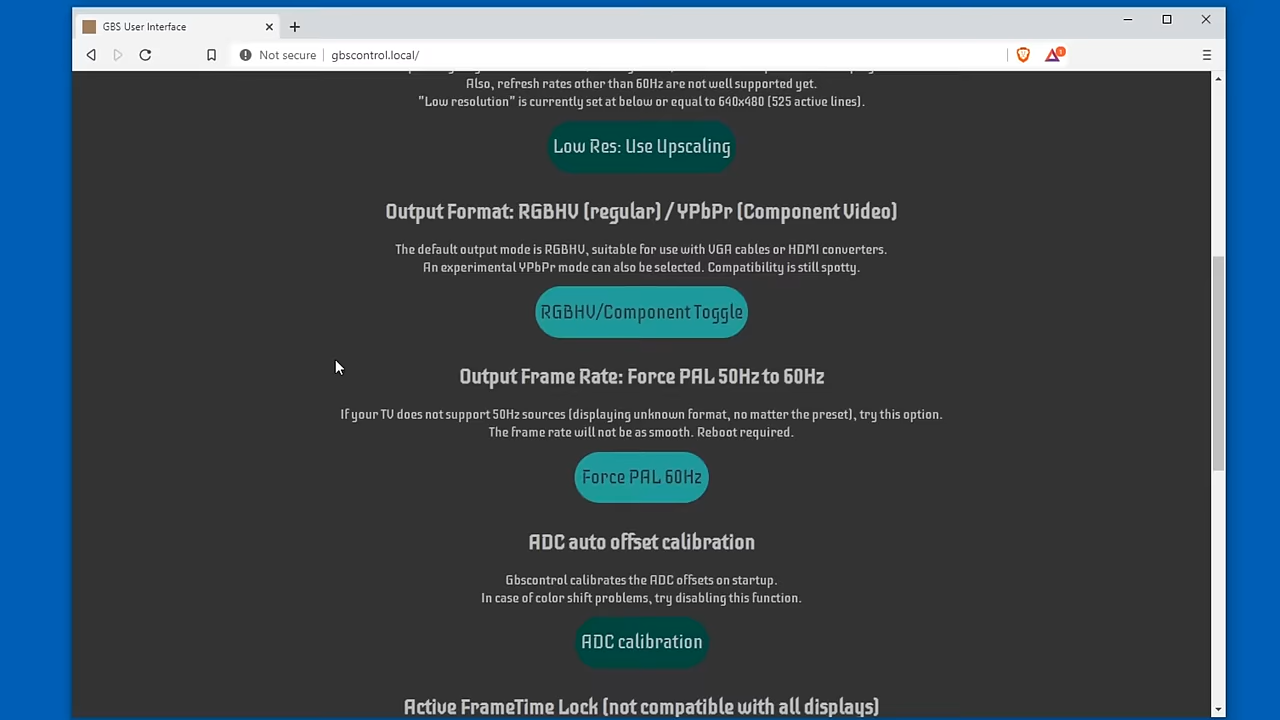 GBS User Interface
Not secure
gbscontrol.local/
1
Also, refresh rates other than 60Hz are not well supported yet.
"Low resolution" is currently set at below or equal to 640x480 (525 active lines).
Low Res: Use Upscaling
Output Format: RGBHV (regular) / YPbPr (Component Video)
The default output mode is RGBHV, suitable for use with VGA cables or HDMI converters.
An experimental YPbPr mode can also be selected. Compatibility is still spotty.
RGBHV/Component Toggle
Output Frame Rate: Force PAL 50Hz to 60Hz
If your TV does not support 50Hz sources (displaying unknown format, no matter the preset), try this option.
The frame rate will not be as smooth. Reboot required.
Force PAL 60Hz
ADC auto offset calibration
Gbscontrol calibrates the ADC offsets on startup.
In case of color shift problems, try disabling this function.
ADC calibration
Active FrameTime Lock (not compatible with all displays)